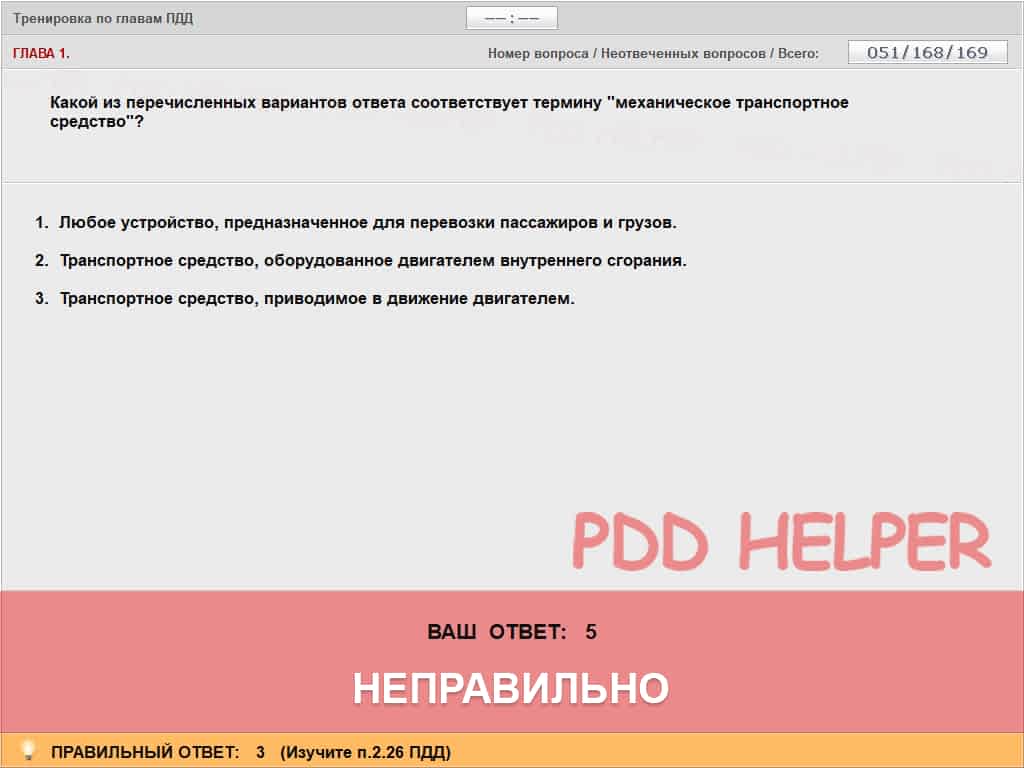 Тренировка по главам ПДД
––:––
ГЛАВА 1.
Номер вопроса / Неотвеченных вопросов / Всего:
051/168/169
Какой из перечисленных вариантов ответа соответствует термину "механическое транспортное
средство"?
1. Любое устройство, предназначенное для перевозки пассажиров и грузов.
2. Транспортное средство, оборудованное двигателем внутреннего сгорания.
3. Транспортное средство, приводимое в движение двигателем.
PDD HELPER
ВАШ ОТВЕТ: 5
НЕПРАВИЛЬНО
ПРАВИЛЬНЫЙ ОТВЕТ: 3 (Изучите п.2.26 ПДД)